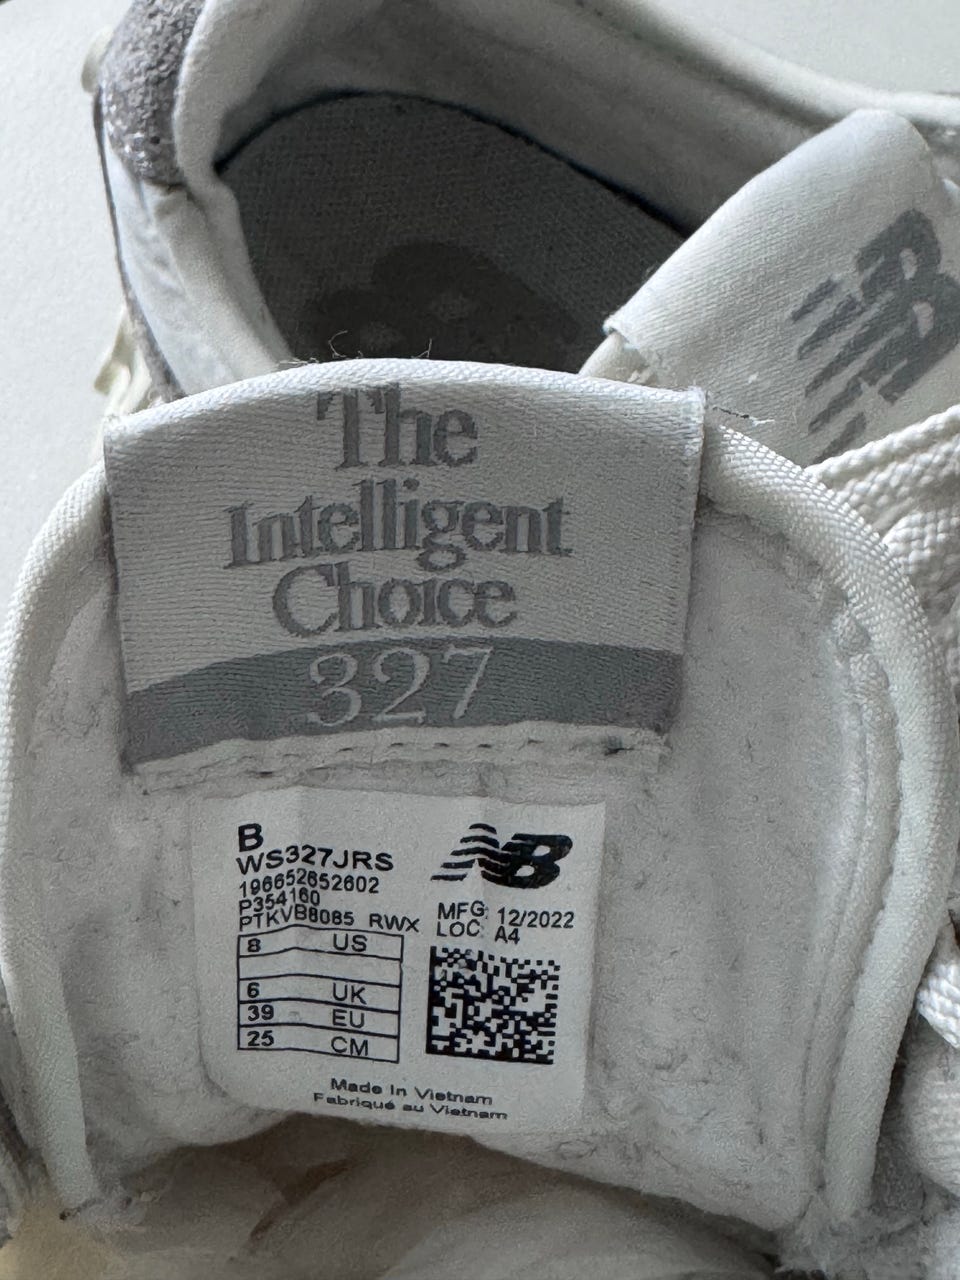 The
Intelligent
Choice
327
B
WS327JRS
196652652602
P354160
PTKVB8085 RWX
NB
MFG: 12/2022
LOC: A4
8 US
6 UK
39 EU
25 CM
Made In Vietnam
Fabriqué au Vietnam